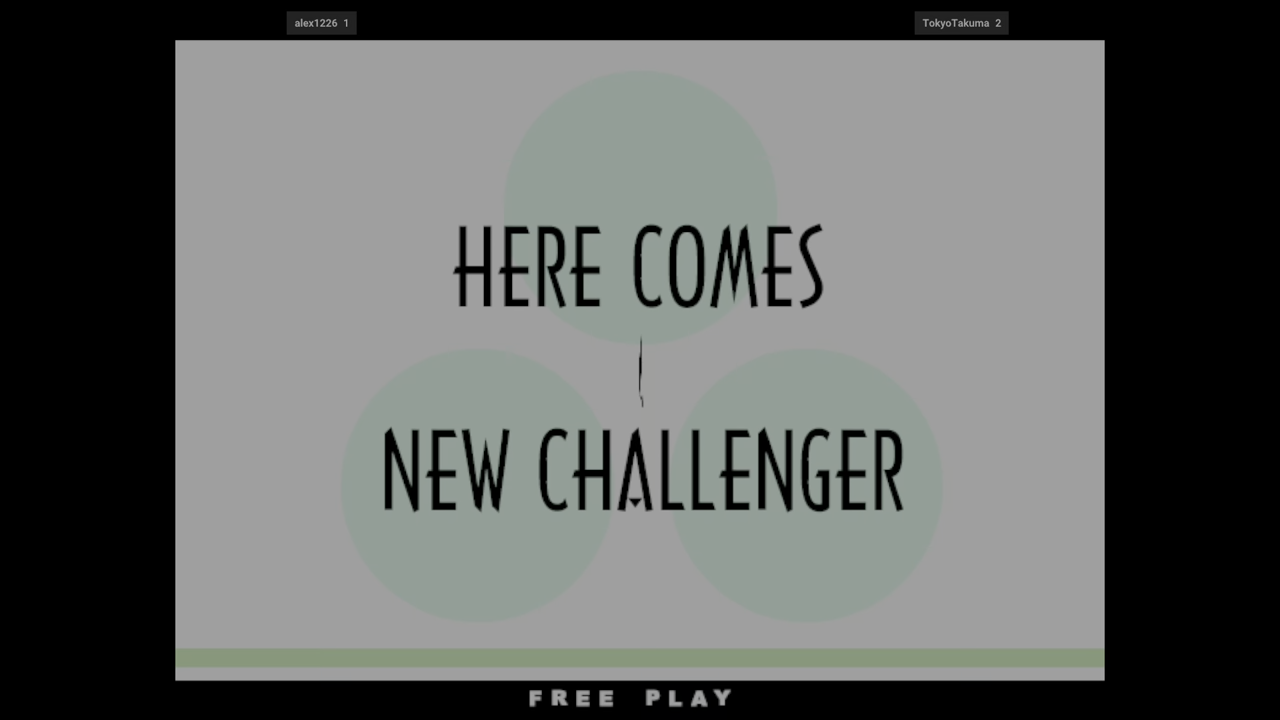 alex1226 1
TokyoTakuma 2
HERE COMES
NEW CHALLENGER
FREE PLAY